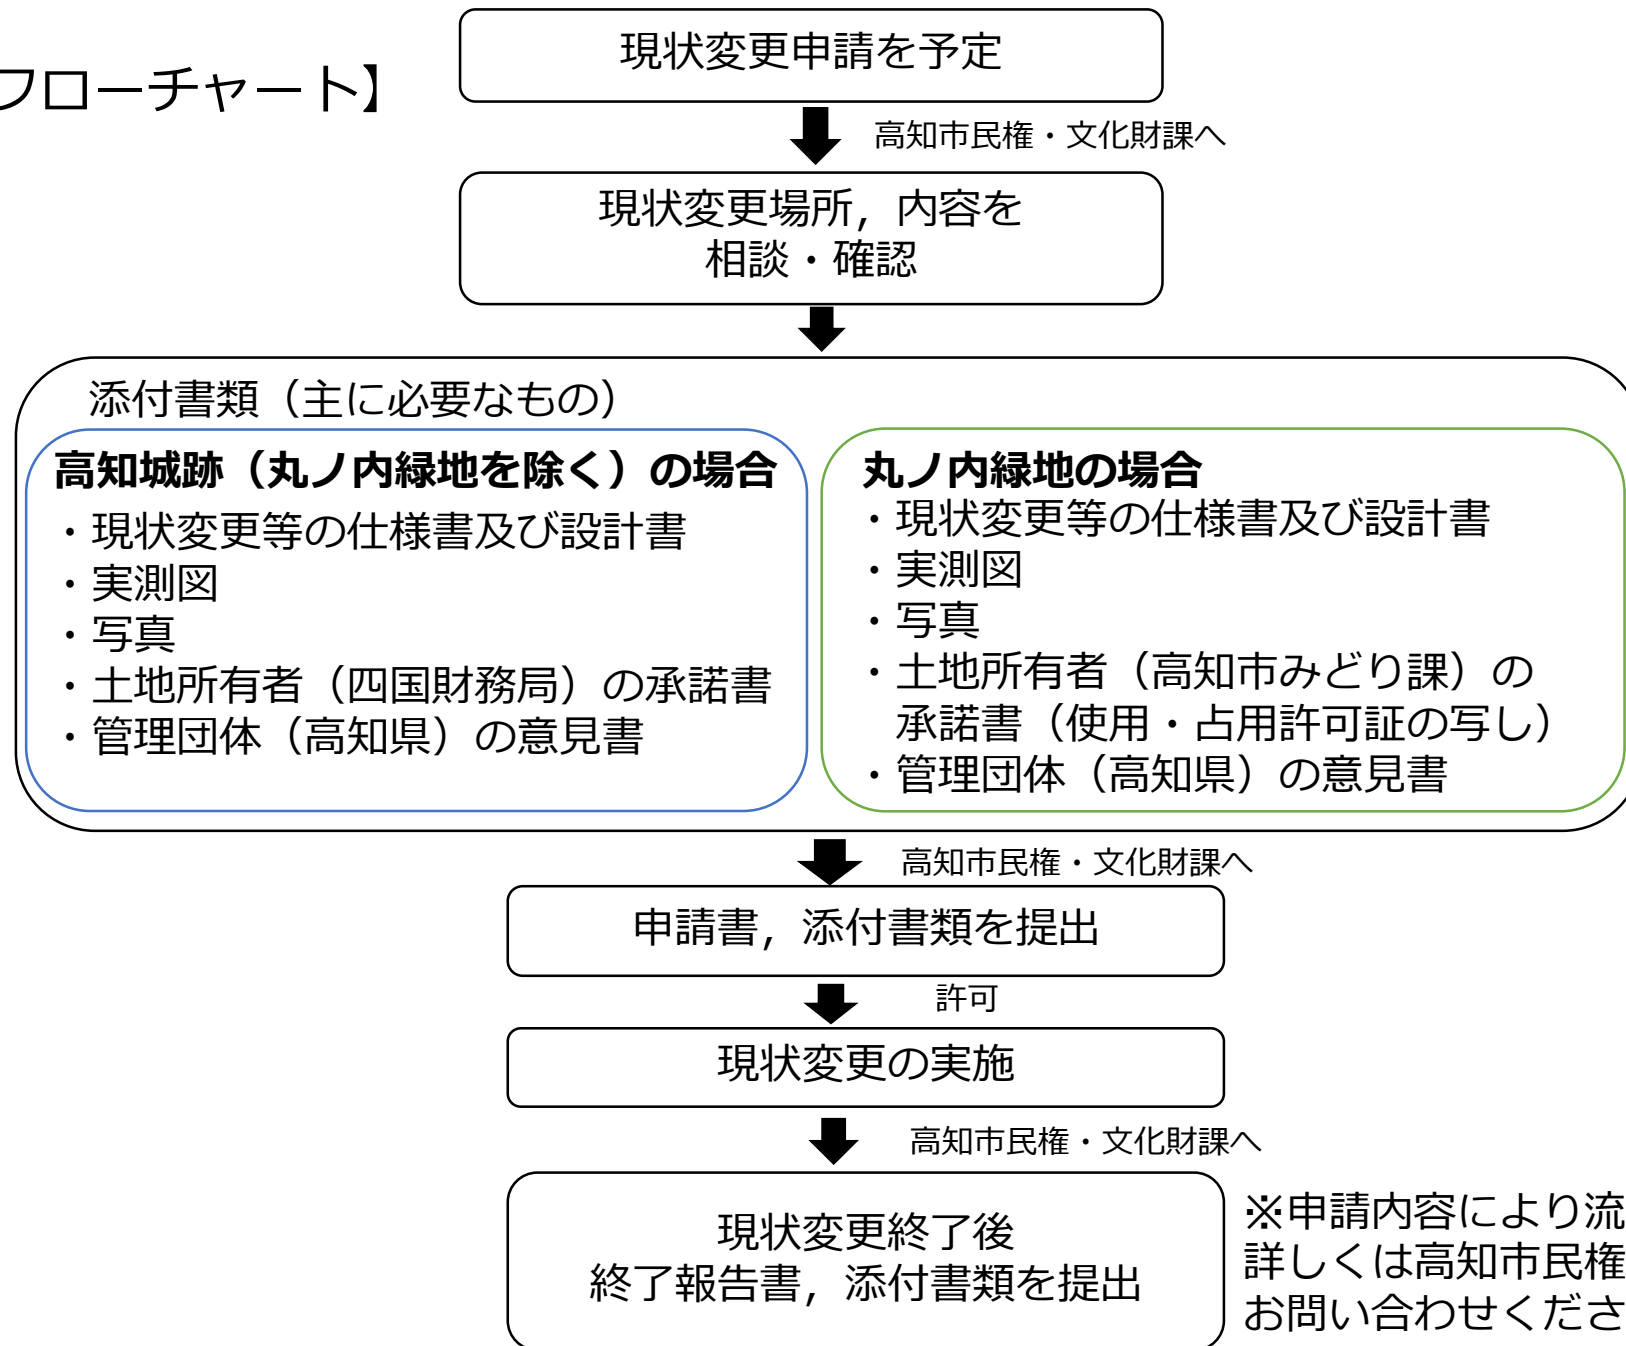 フローチャート】
現状変更申請を予定
高知市民権・文化財課へ
現状変更場所，内容を
相談・確認
添付書類（主に必要なもの）
高知城跡（丸ノ内緑地を除く）の場合
・現状変更等の仕様書及び設計書
・実測図
・写真
・土地所有者（四国財務局）の承諾書
・管理団体（高知県）の意見書
丸ノ内緑地の場合
・現状変更等の仕様書及び設計書
・実測図
・写真
・土地所有者（高知市みどり課）の
承諾書（使用・占用許可証の写し）
・管理団体（高知県）の意見書
高知市民権・文化財課へ
申請書，添付書類を提出
許可
現状変更の実施
高知市民権・文化財課へ
現状変更終了後
終了報告書，添付書類を提出
※申請内容により流
詳しくは高知市民権
お問い合わせくださ